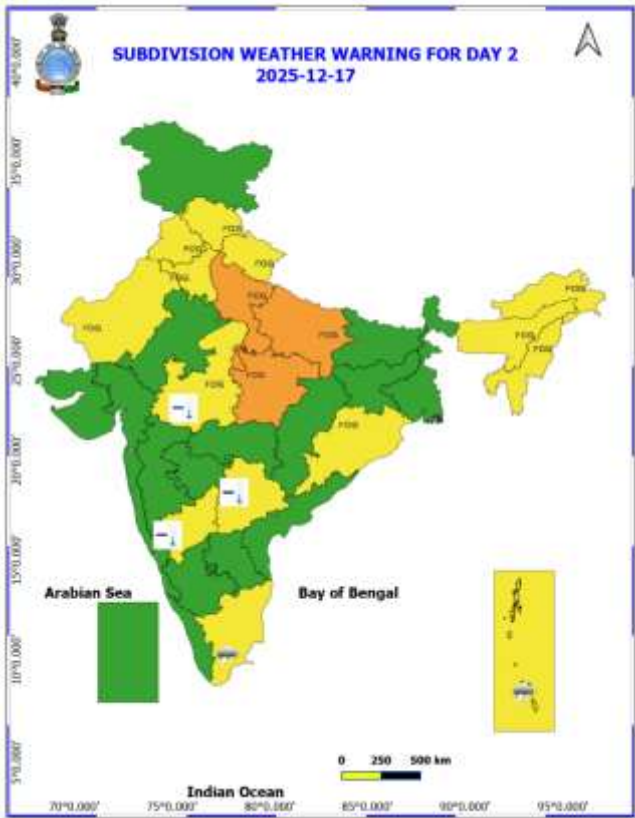 SUBDIVISION WEATHER WARNING FOR DAY 2
2025-12-17
40°0.000'
35°0.000'
30°0.000'
25°0.000'
20°0.000'
15°0.000'
10°0.000'
5°0.000'
FOG
FOG
FOG
FOG
FOG
FOG
FOG
FOG
FOG
FOG
FOG
FOG
FOG
Arabian Sea
Bay of Bengal
0 250 500 km
Indian Ocean
70°0.000' 75°0.000' 80°0.000' 85°0.000' 90°0.000' 95°0.000'